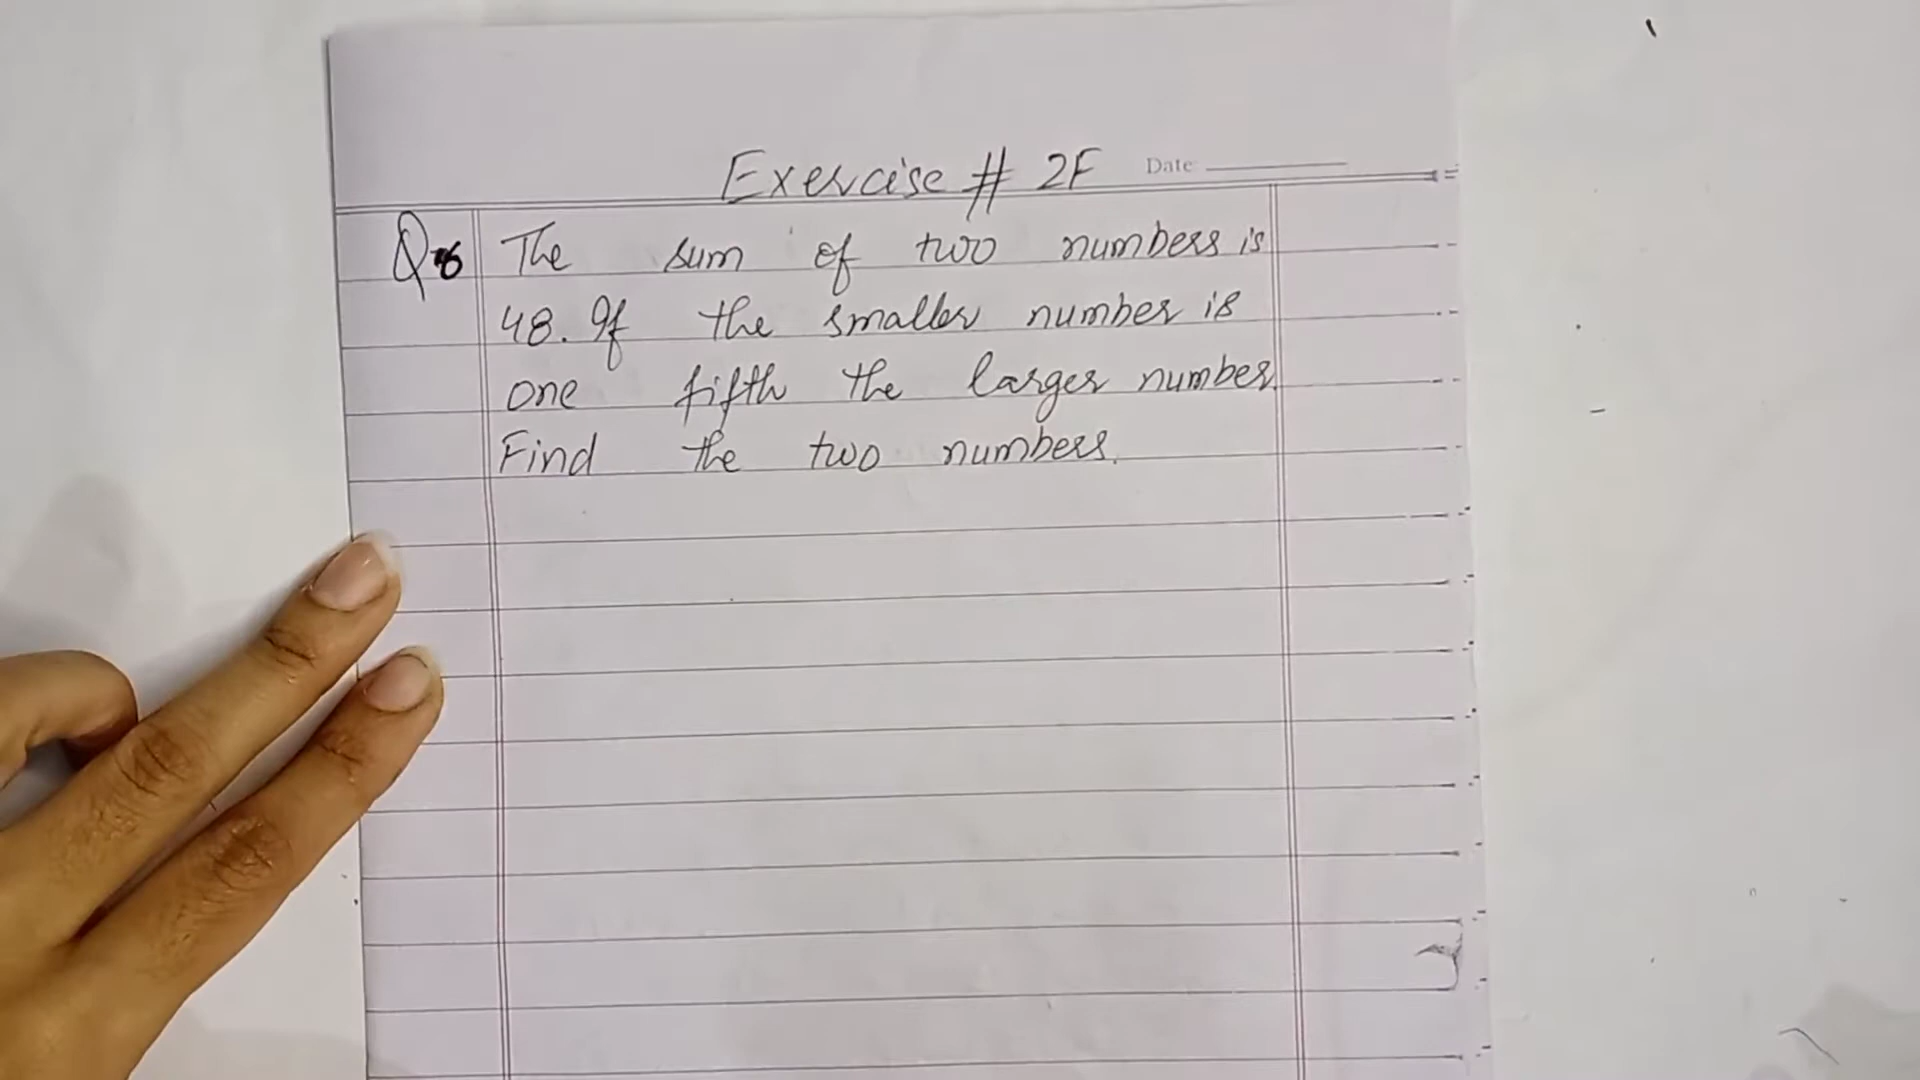 Exercise # 2F
Date
Q6 The sum of two numbers is
48. If the smaller number is
one fifth the larger number.
Find the two numbers.